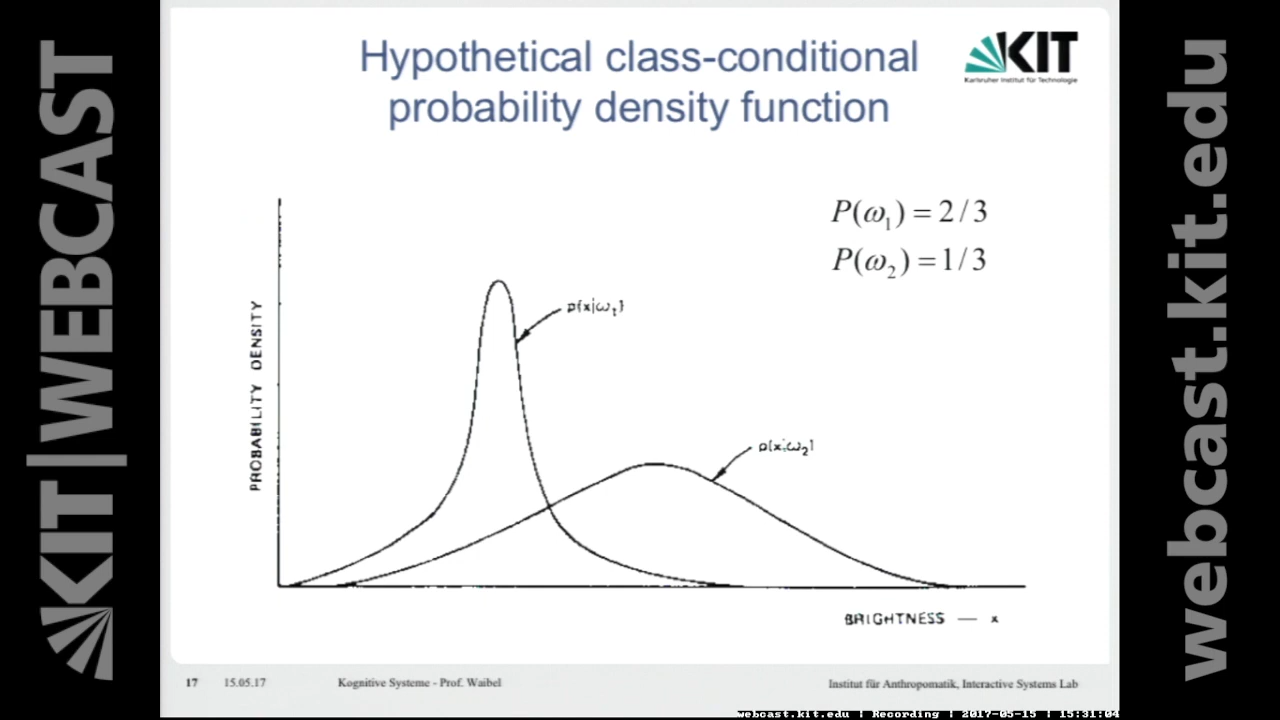 KIT | WEBCAST
Hypothetical class-conditional
probability density function
KIT
Karlsruher Institut für Technologie
P(ω₁) = 2/3
P(ω₂) = 1/3
p(x|ω₁)
p(x|ω₂)
PROBABILITY DENSITY
BRIGHTNESS — x
17 15.05.17 Kognitive Systeme - Prof. Waibel Institut für Anthropomatik, Interactive Systems Lab
webcast.kit.edu | Recording | 2017-05-15 | 15:31:04
webcast.kit.edu